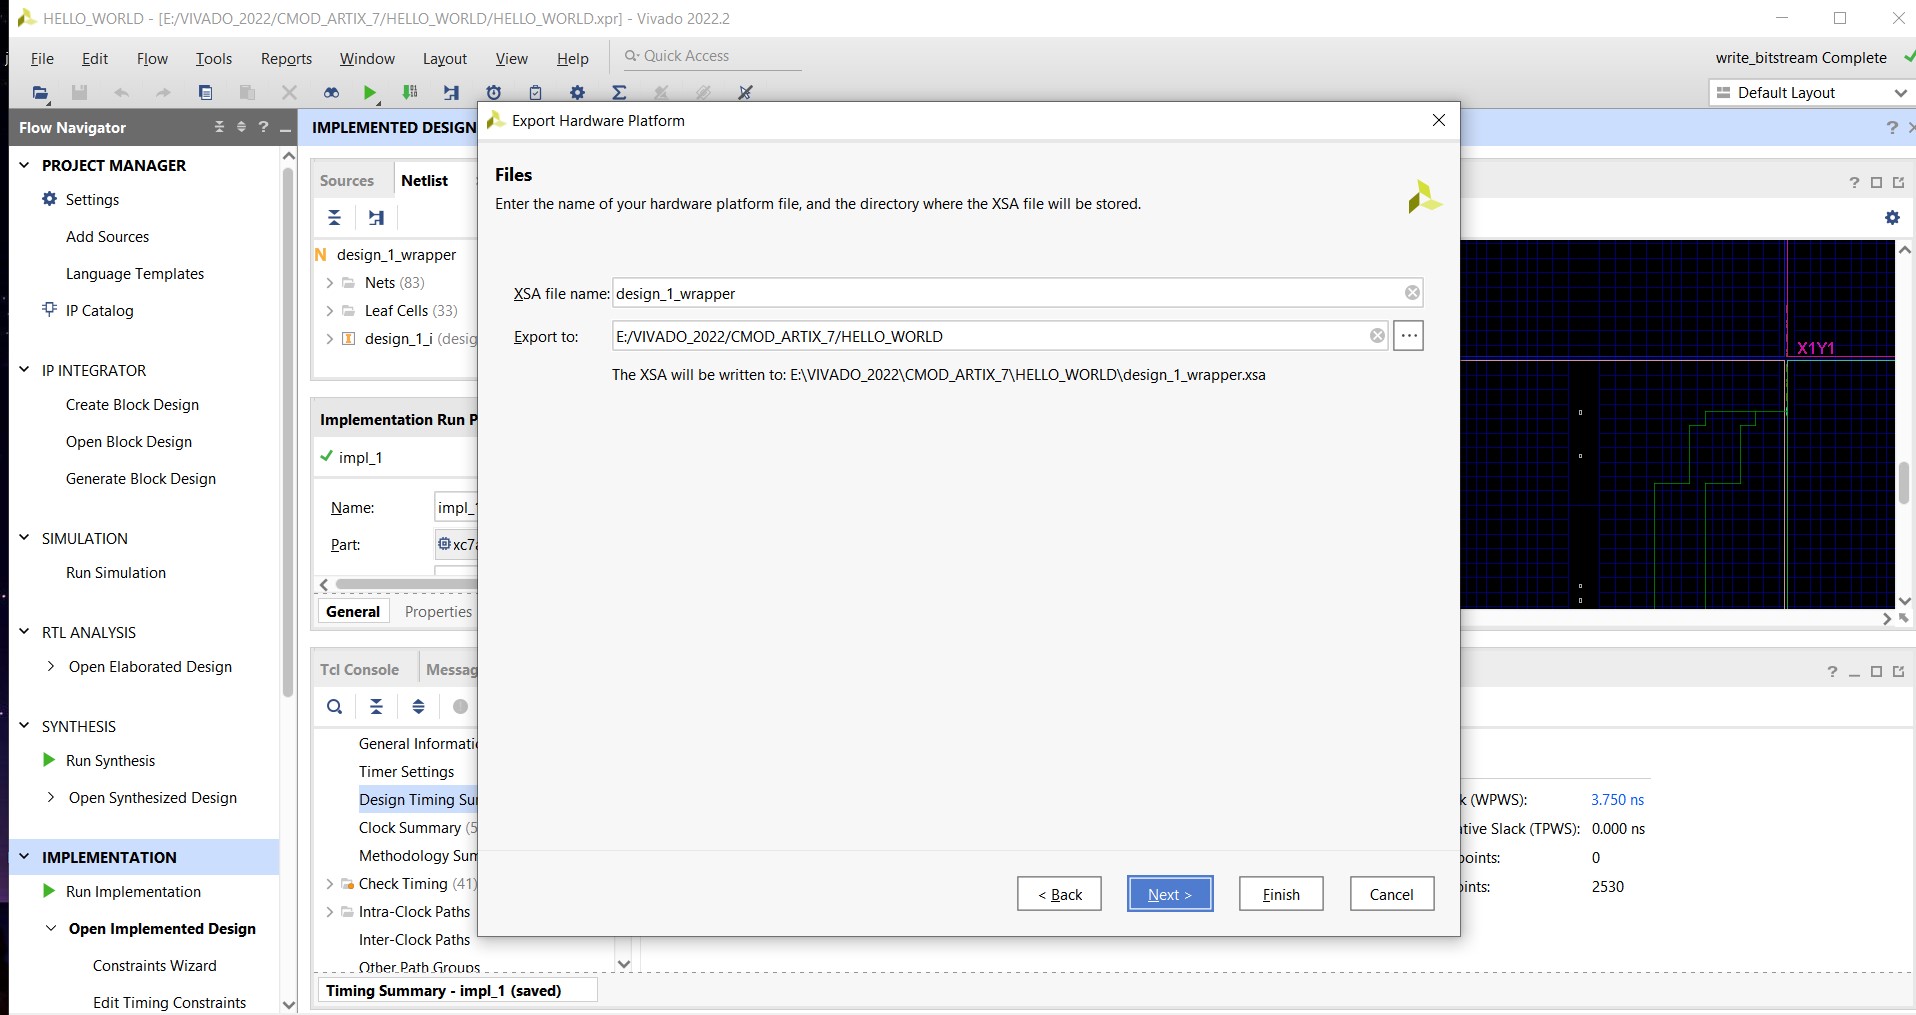 HELLO_WORLD - [E:/VIVADO_2022/CMOD_ARTIX_7/HELLO_WORLD/HELLO_WORLD.xpr] - Vivado 2022.2
File Edit Flow Tools Reports Window Layout View Help Quick Access
write_bitstream Complete
Default Layout
Flow Navigator
PROJECT MANAGER
Settings
Add Sources
Language Templates
IP Catalog
IP INTEGRATOR
Create Block Design
Open Block Design
Generate Block Design
SIMULATION
Run Simulation
RTL ANALYSIS
Open Elaborated Design
SYNTHESIS
Run Synthesis
Open Synthesized Design
IMPLEMENTATION
Run Implementation
Open Implemented Design
Constraints Wizard
Edit Timing Constraints
IMPLEMENTED DESIGN
Sources Netlist
design_1_wrapper
Nets (83)
Leaf Cells (33)
design_1_i (desig
Implementation Run P
impl_1
Name: impl_1
Part: xc7a
General Properties
Tcl Console Messag
General Informatio
Timer Settings
Design Timing Su
Clock Summary (5
Methodology Sum
Check Timing (41)
Intra-Clock Paths
Inter-Clock Paths
Other Path Groups
Timing Summary - impl_1 (saved)
Export Hardware Platform
Files
Enter the name of your hardware platform file, and the directory where the XSA file will be stored.
XSA file name: design_1_wrapper
Export to: E:/VIVADO_2022/CMOD_ARTIX_7/HELLO_WORLD
...
The XSA will be written to: E:\VIVADO_2022\CMOD_ARTIX_7\HELLO_WORLD\design_1_wrapper.xsa
< Back Next > Finish Cancel
X1Y1
k (WPWS): 3.750 ns
ative Slack (TPWS): 0.000 ns
points: 0
ints: 2530